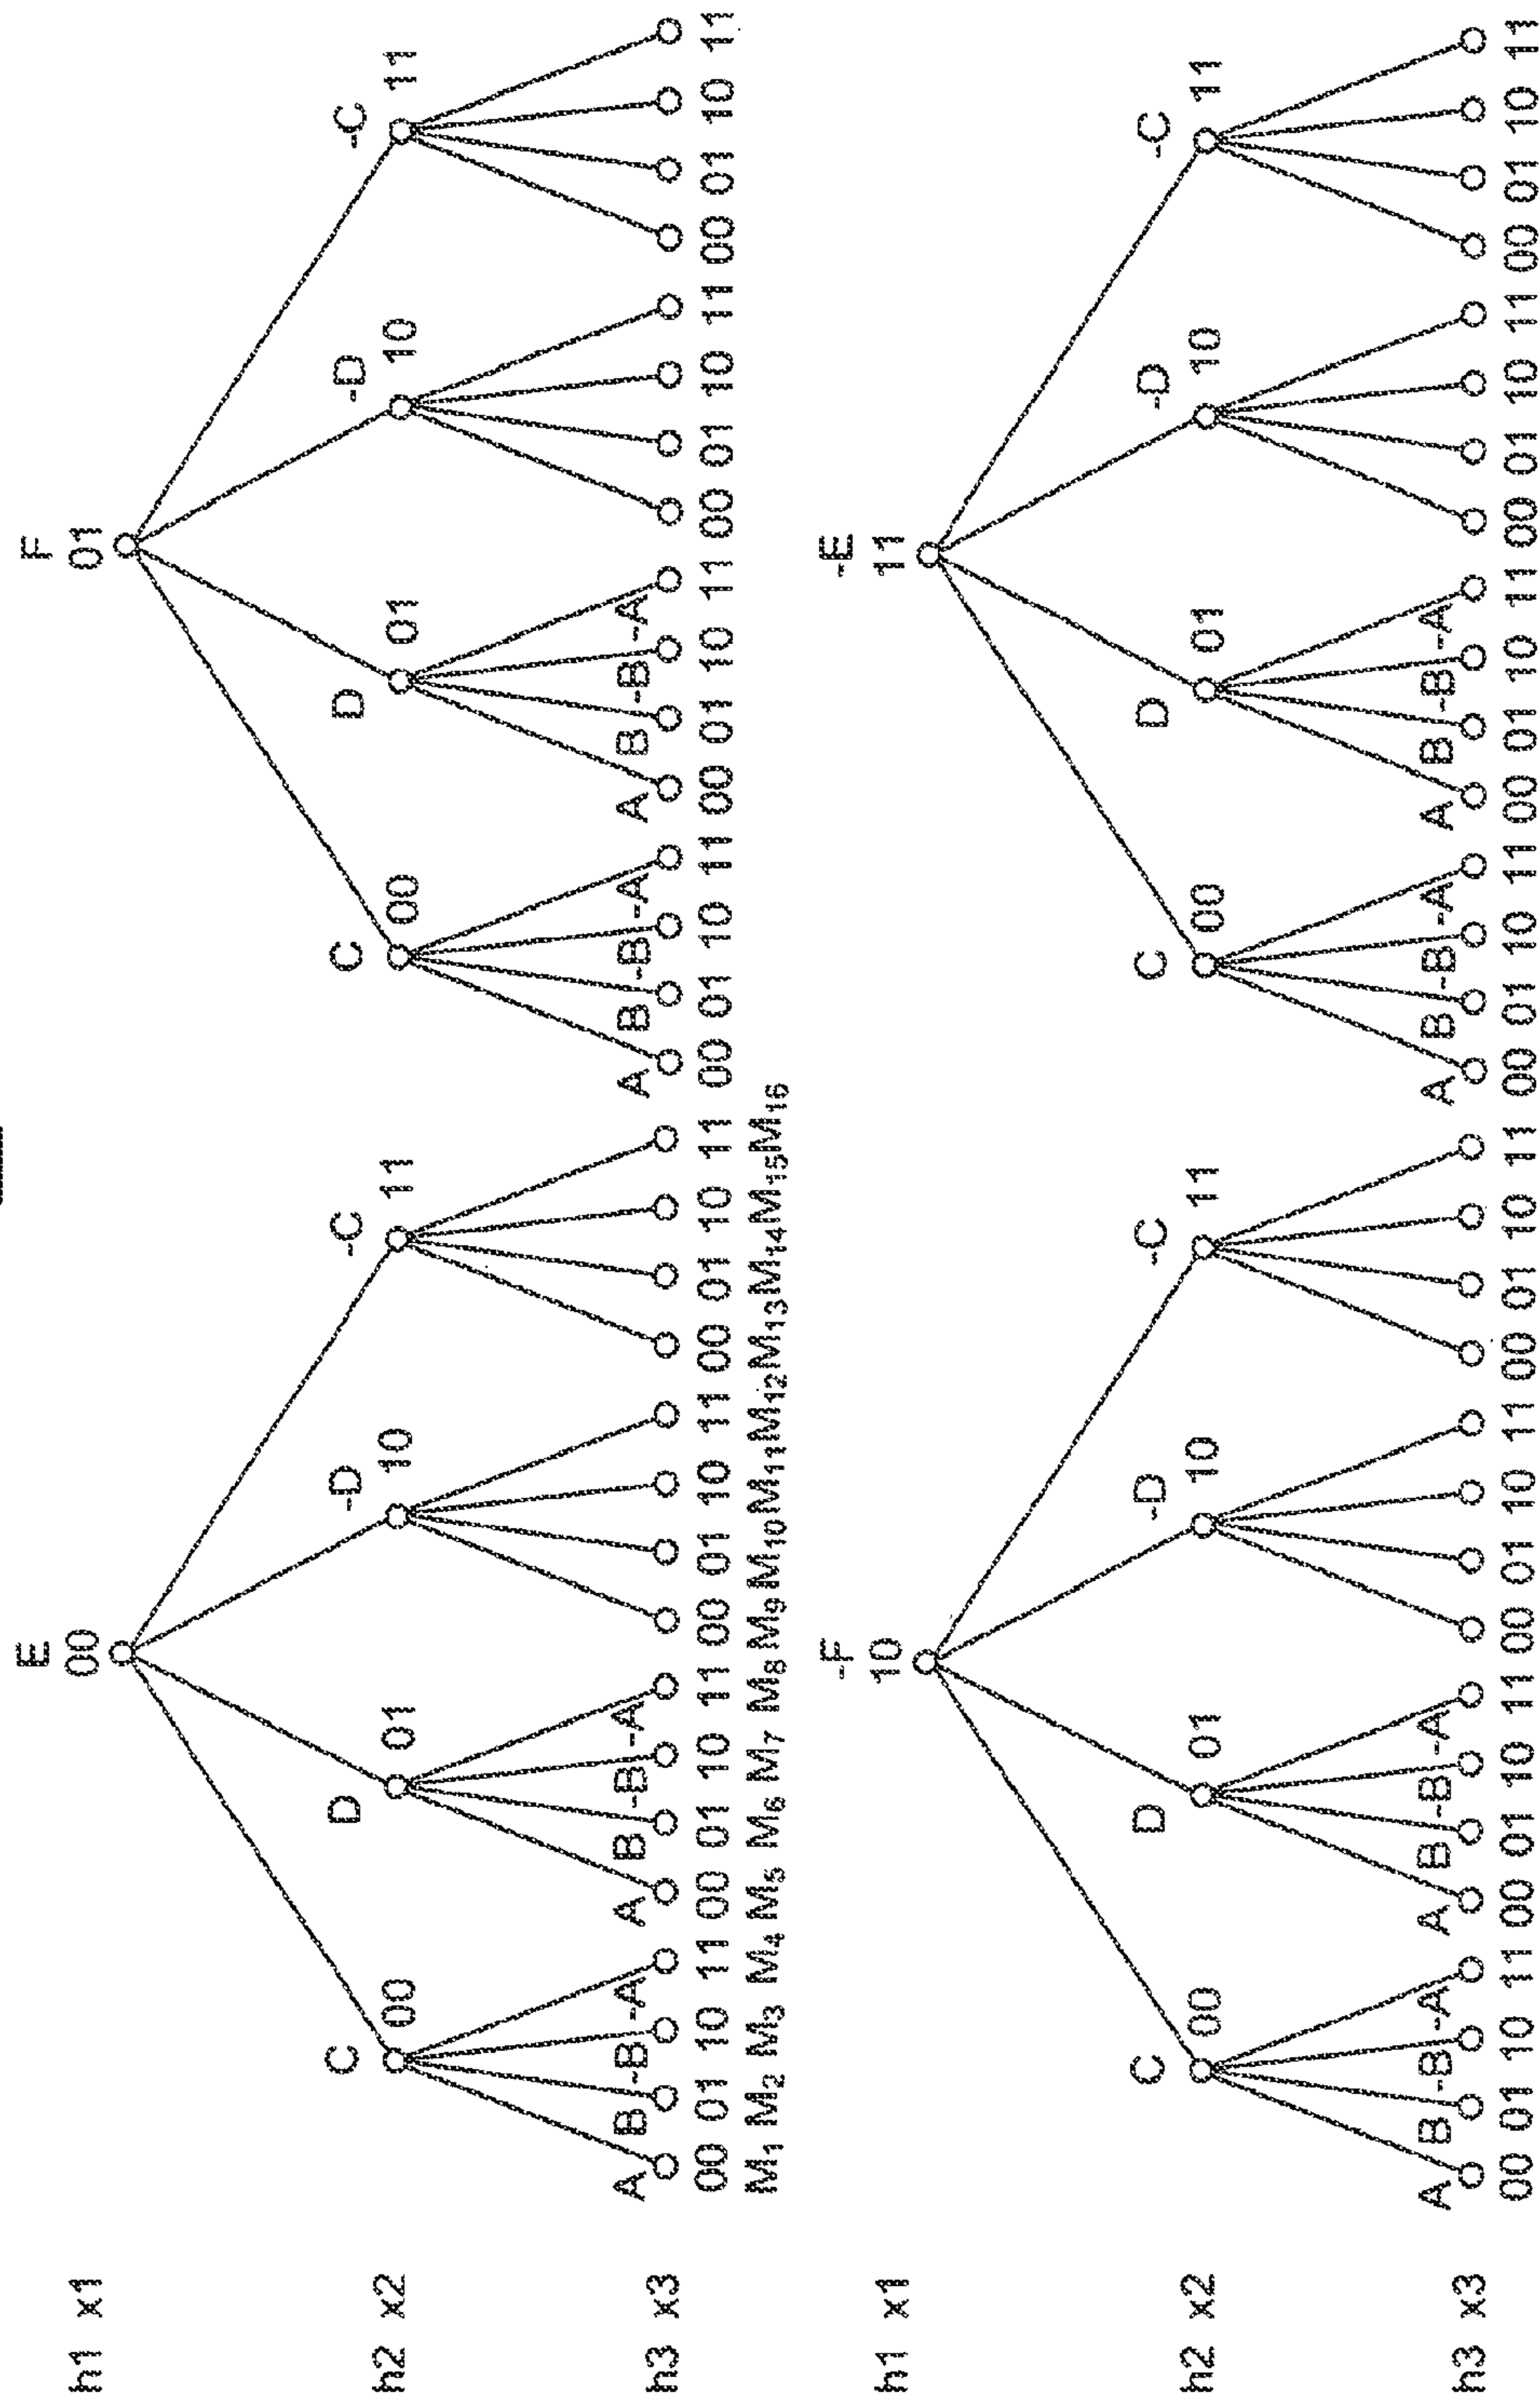 E F
h1 x1 00 01
C D -D -C C D -D -C
h2 x2 00 01 10 11 00 01 10 11
A B -B -A A B -B -A A B -B -A A B -B -A
h3 x3
00 01 10 11 00 01 10 11 00 01 10 11 00 01 10 11 00 01 10 11 00 01 10 11 00 01 10 11 00 01 10 11
M1 M2 M3 M4 M5 M6 M7 M8 M9 M10 M11 M12 M13 M14 M15 M16
-F -E
h1 x1 10 11
C D -D -C C D -D -C
h2 x2 00 01 10 11 00 01 10 11
A B -B -A A B -B -A A B -B -A A B -B -A
h3 x3
00 01 10 11 00 01 10 11 00 01 10 11 00 01 10 11 00 01 10 11 00 01 10 11 00 01 10 11 00 01 10 11